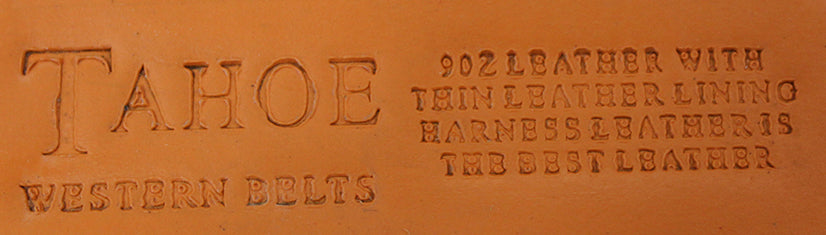 TAHOE
WESTERN BELTS
902 LEATHER WITH
THIN LEATHER LINING
HARNESS LEATHER IS
THE BEST LEATHER